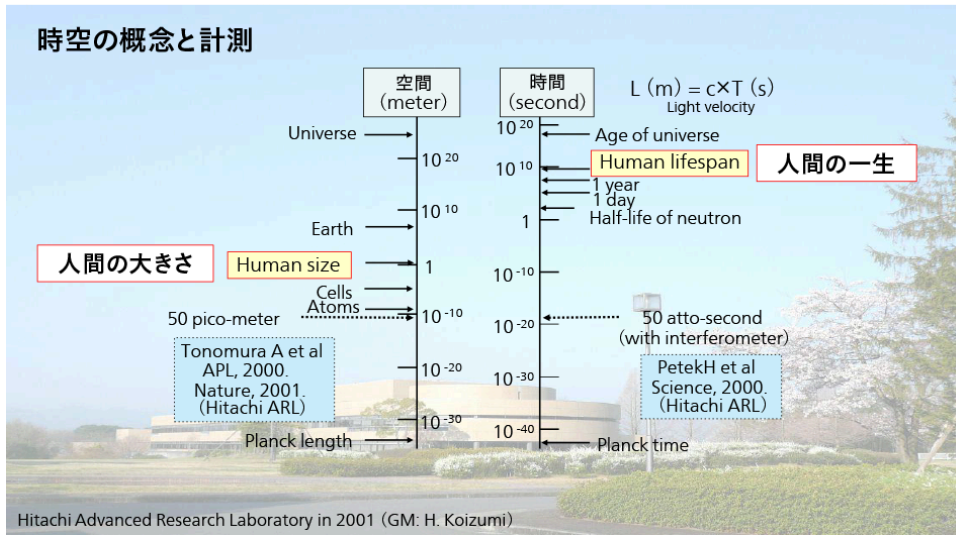 時空の概念と計測
空間
(meter)
時間
(second)
L (m) = c×T (s)
Light velocity
Universe
10 20
10 10
Earth
人間の大きさ
Human size
1
Cells
Atoms
10 -10
50 pico-meter
Tonomura A et al
APL, 2000.
Nature, 2001.
(Hitachi ARL)
10 -20
10 -30
Planck length
10 20
Age of universe
10 10
Human lifespan
人間の一生
1 year
1 day
Half-life of neutron
1
10 -10
10 -20
50 atto-second
(with interferometer)
10 -30
PetekH et al
Science, 2000.
(Hitachi ARL)
10 -40
Planck time
Hitachi Advanced Research Laboratory in 2001 (GM: H. Koizumi)